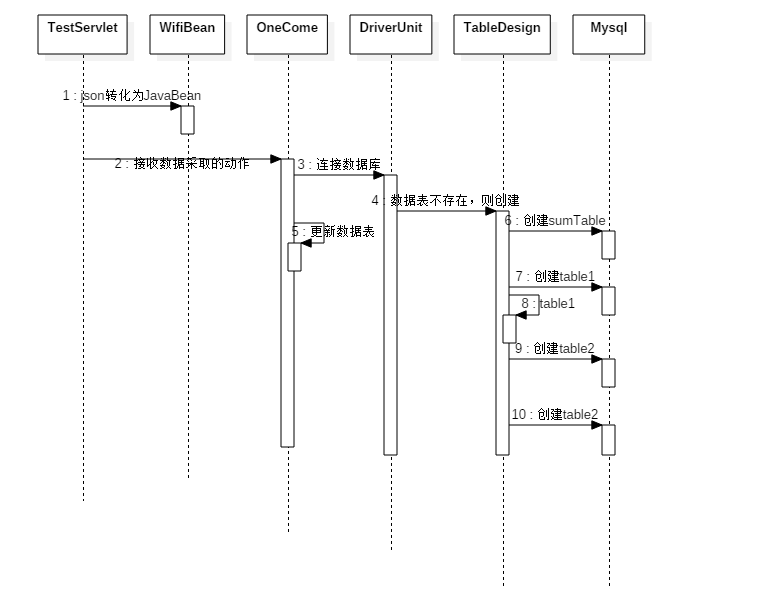 TestServlet
WifiBean
OneCome
DriverUnit
TableDesign
Mysql
1 : json转化为JavaBean
2 : 接收数据采取的动作
3 : 连接数据库
4 : 数据表不存在，则创建
5 : 更新数据表
6 : 创建sumTable
7 : 创建table1
8 : table1
9 : 创建table2
10 : 创建table2